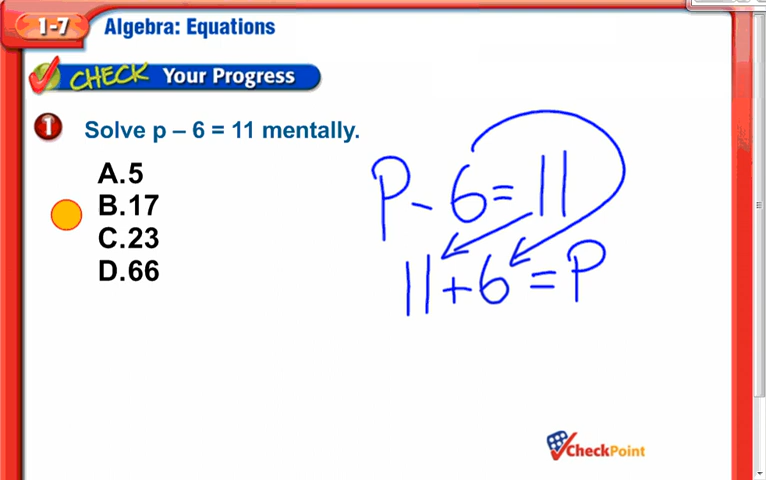 1-7 Algebra: Equations
CHECK Your Progress
1 Solve p – 6 = 11 mentally.
A.5
B.17
C.23
D.66
P - 6 = 11
11 + 6 = P
CheckPoint